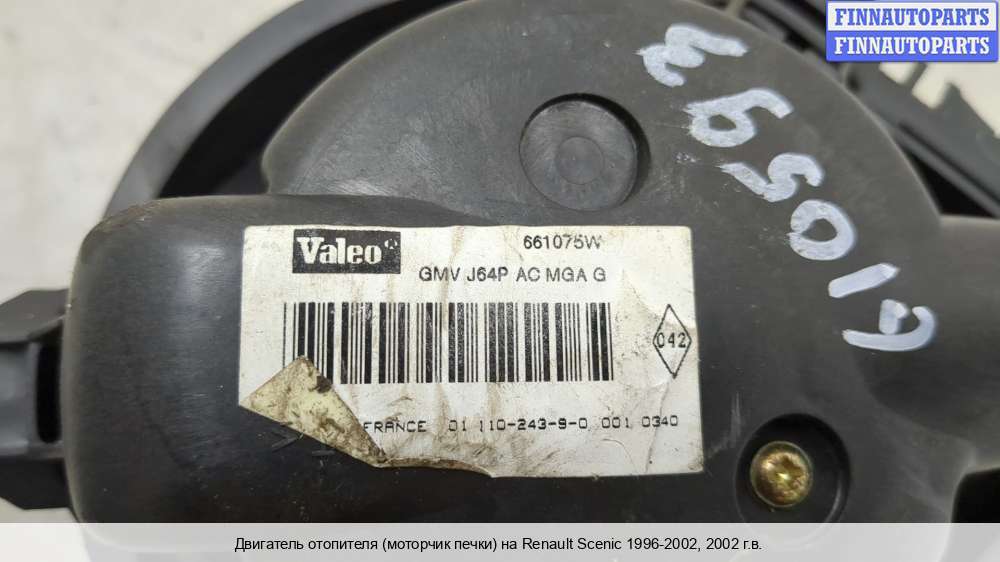 FINNAUTOPARTS
FINNAUTOPARTS
Valeo
661075W
GMV J64P AC MGA G
042
FRANCE 01 110-243-9-0 001 0340
Двигатель отопителя (моторчик печки) на Renault Scenic 1996-2002, 2002 г.в.